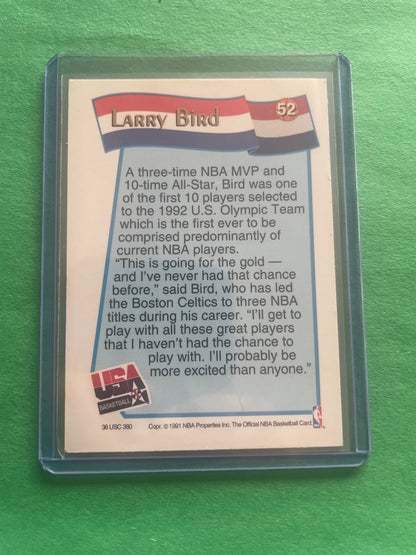 LARRY BIRD
52
A three-time NBA MVP and
10-time All-Star, Bird was one
of the first 10 players selected
to the 1992 U.S. Olympic Team
which is the first ever to be
comprised predominantly of
current NBA players.
“This is going for the gold —
and I've never had that chance
before,” said Bird, who has led
the Boston Celtics to three NBA
titles during his career. “I'll get to
play with all these great players
that I haven't had the chance to
play with. I'll probably be
more excited than anyone.”
USA
BASKETBALL
36 USC 380
Copr. © 1991 NBA Properties Inc. The Official NBA Basketball Card.